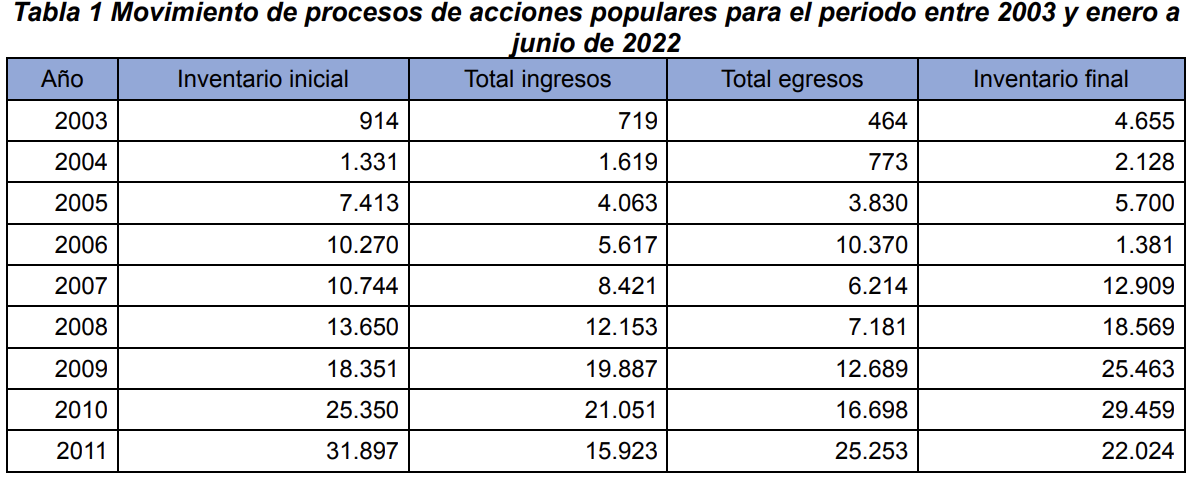 Tabla 1 Movimiento de procesos de acciones populares para el periodo entre 2003 y enero a
junio de 2022
Año Inventario inicial Total ingresos Total egresos Inventario final
2003 914 719 464 4.655
2004 1.331 1.619 773 2.128
2005 7.413 4.063 3.830 5.700
2006 10.270 5.617 10.370 1.381
2007 10.744 8.421 6.214 12.909
2008 13.650 12.153 7.181 18.569
2009 18.351 19.887 12.689 25.463
2010 25.350 21.051 16.698 29.459
2011 31.897 15.923 25.253 22.024